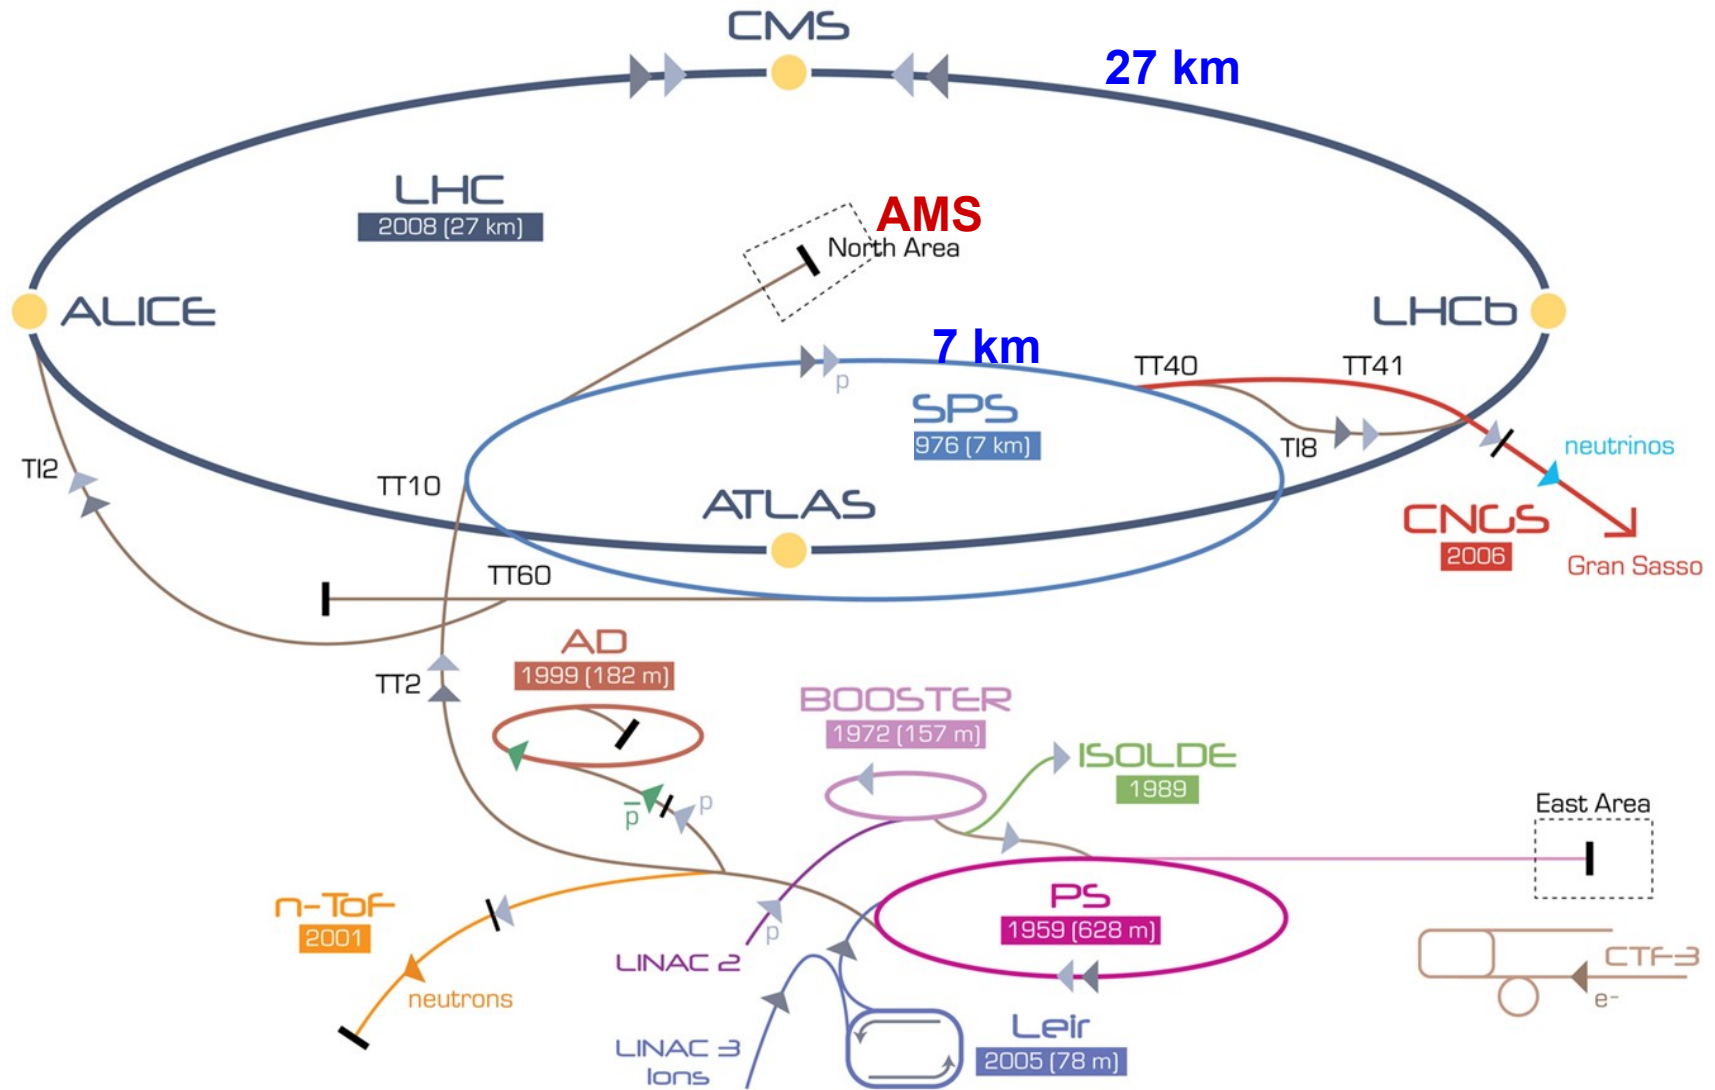 CMS
27 km
LHC
2008 (27 km)
AMS
North Area
ALICE
LHCb
7 km
p
TT40
TT41
SPS
976 (7 km)
TI8
neutrinos
TI2
TT10
ATLAS
CNGS
2006
Gran Sasso
TT60
AD
1999 (182 m)
TT2
BOOSTER
1972 (157 m)
ISOLDE
1989
p
p̅
East Area
n-ToF
2001
PS
1959 (628 m)
p
LINAC 2
neutrons
CTF3
e-
Leir
2005 (78 m)
LINAC 3
Ions